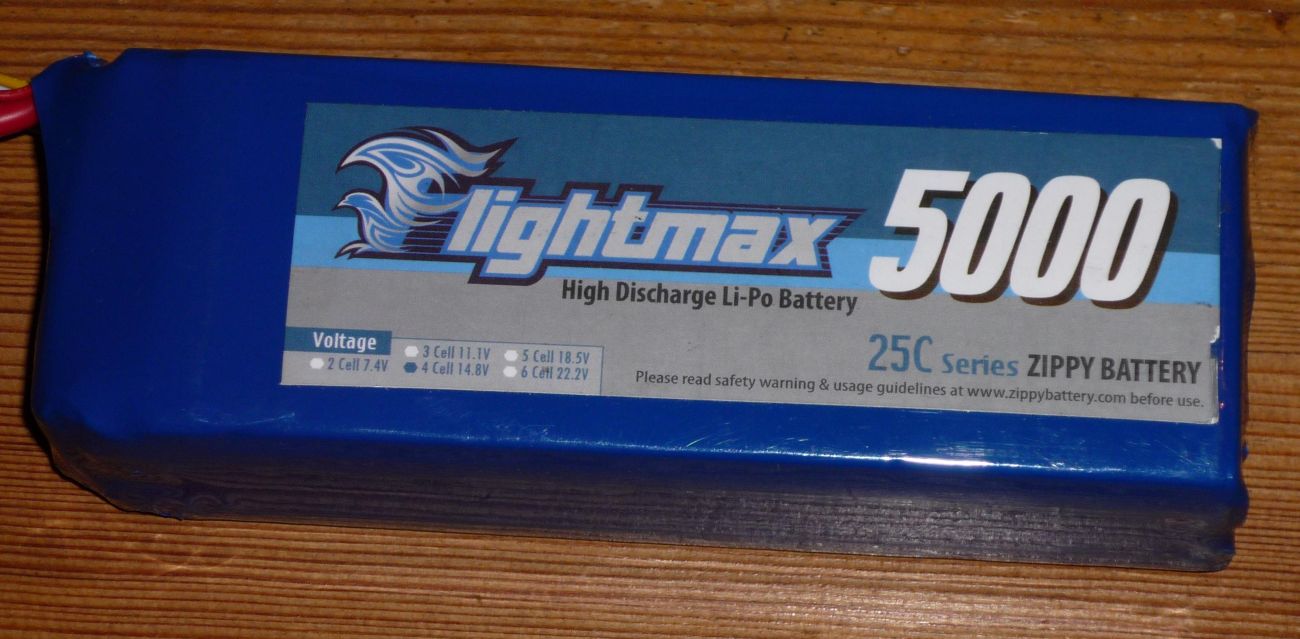 Flightmax
5000
High Discharge Li-Po Battery
25C Series ZIPPY BATTERY
Voltage
2 Cell 7.4V
3 Cell 11.1V
4 Cell 14.8V
5 Cell 18.5V
6 Cell 22.2V
Please read safety warning & usage guidelines at www.zippybattery.com before use.